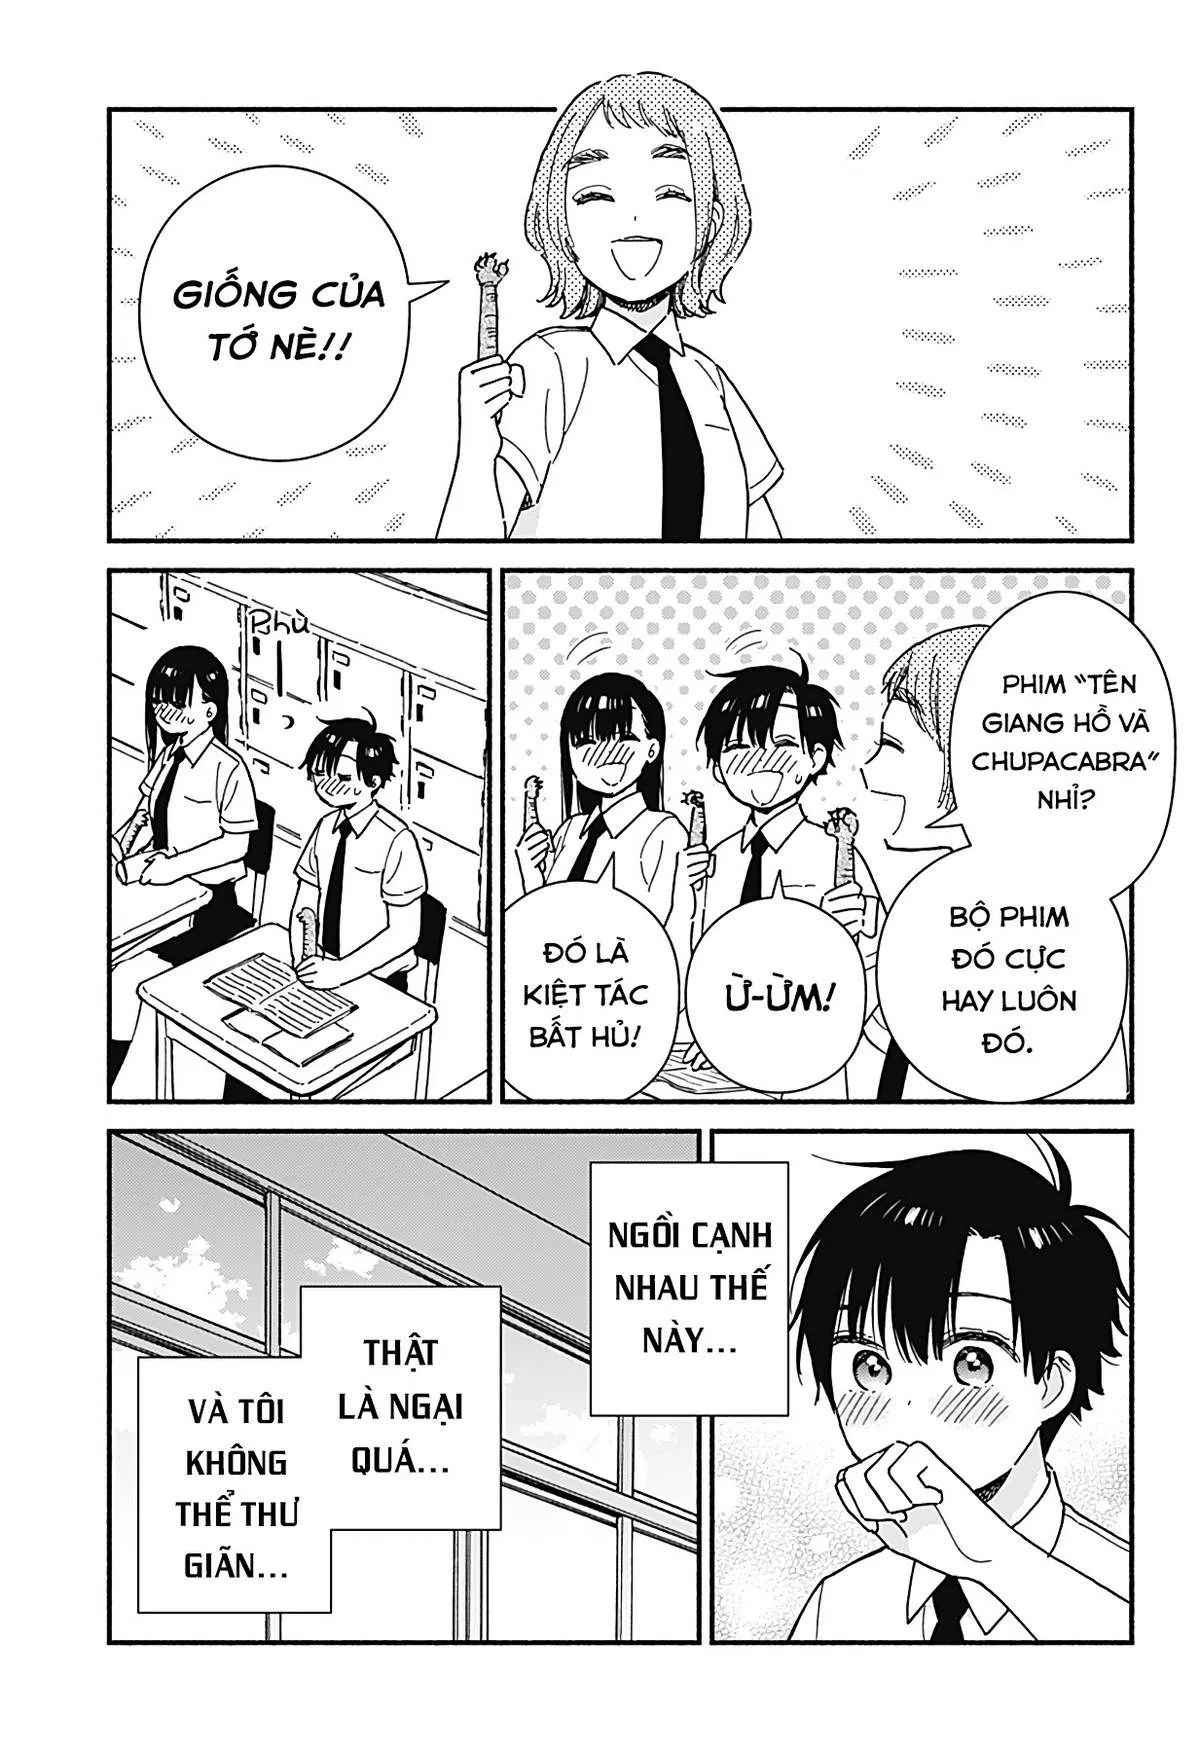 GIỐNG CỦA
TỚ NÈ!!
PHIM "TÊN
GIANG HỒ VÀ
CHUPACABRA"
NHỈ?
BỘ PHIM
ĐÓ CỰC
HAY LUÔN
ĐÓ.
Ừ-ỪM!
ĐÓ LÀ
KIỆT TÁC
BẤT HỦ!
Phù
NGỒI CẠNH
NHAU THẾ
NÀY...
THẬT
LÀ NGẠI
QUÁ...
VÀ TÔI
KHÔNG
THỂ THƯ
GIÃN...